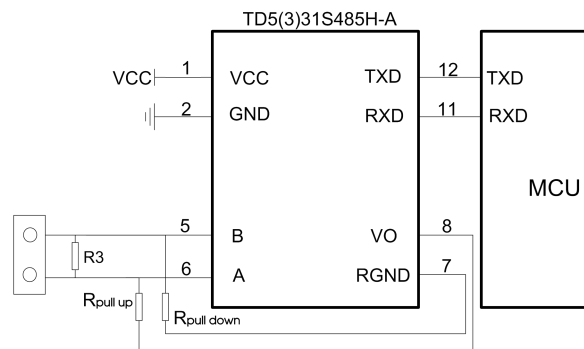 TD5(3)31S485H-A
VCC 1 VCC TXD 12 TXD
2 GND RXD 11 RXD
MCU
5 B VO 8
R3
6 A RGND 7
Rpull up
Rpull down